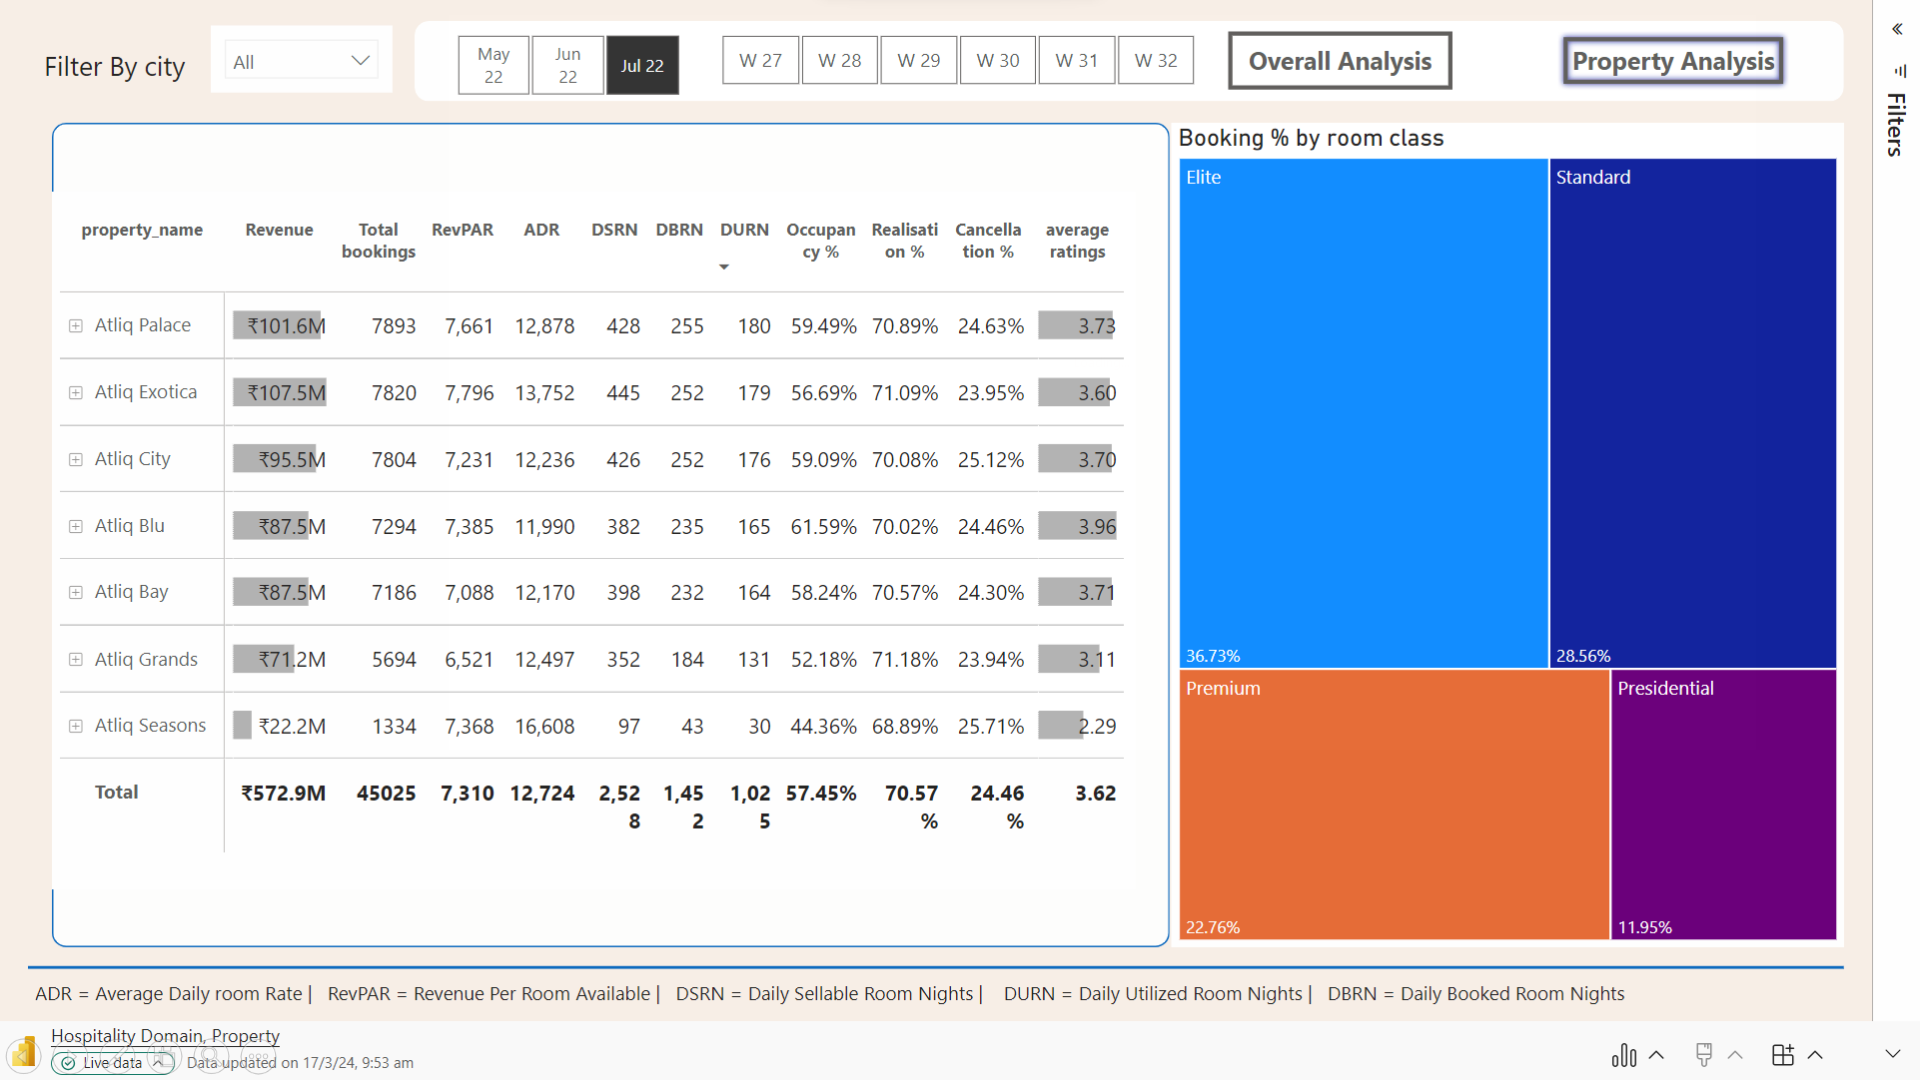 Filter By city
All
May
22
Jun
22
Jul 22
W 27
W 28
W 29
W 30
W 31
W 32
Overall Analysis
Property Analysis
Filters
property_name Revenue Total bookings RevPAR ADR DSRN DBRN DURN Occupan cy % Realisati on % Cancella tion % average ratings
Atliq Palace ₹101.6M 7893 7,661 12,878 428 255 180 59.49% 70.89% 24.63% 3.73
Atliq Exotica ₹107.5M 7820 7,796 13,752 445 252 179 56.69% 71.09% 23.95% 3.60
Atliq City ₹95.5M 7804 7,231 12,236 426 252 176 59.09% 70.08% 25.12% 3.70
Atliq Blu ₹87.5M 7294 7,385 11,990 382 235 165 61.59% 70.02% 24.46% 3.96
Atliq Bay ₹87.5M 7186 7,088 12,170 398 232 164 58.24% 70.57% 24.30% 3.71
Atliq Grands ₹71.2M 5694 6,521 12,497 352 184 131 52.18% 71.18% 23.94% 3.11
Atliq Seasons ₹22.2M 1334 7,368 16,608 97 43 30 44.36% 68.89% 25.71% 2.29
Total ₹572.9M 45025 7,310 12,724 2,52 1,45 1,02 57.45% 70.57 24.46 3.62
8 2 5 % %
Booking % by room class
Elite
36.73%
Standard
28.56%
Premium
22.76%
Presidential
11.95%
ADR = Average Daily room Rate | RevPAR = Revenue Per Room Available | DSRN = Daily Sellable Room Nights | DURN = Daily Utilized Room Nights | DBRN = Daily Booked Room Nights
Hospitality Domain, Property
Live data
Data updated on 17/3/24, 9:53 am